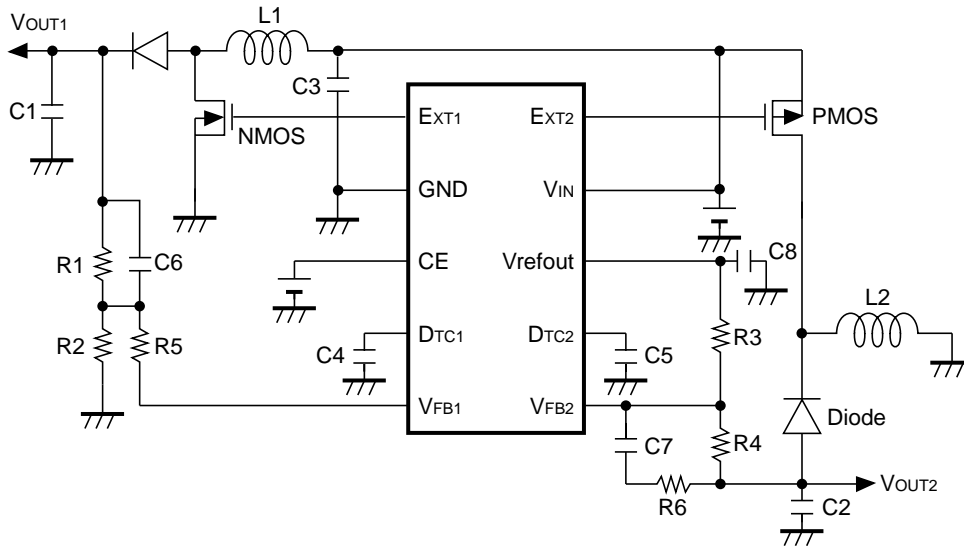 VOUT1
L1
C1
C3
NMOS
EXT1
EXT2
PMOS
GND
VIN
R1
C6
CE
Vrefout
C8
L2
R2
R5
C4
DTC1
DTC2
C5
R3
VFB1
VFB2
C7
R4
Diode
R6
VOUT2
C2